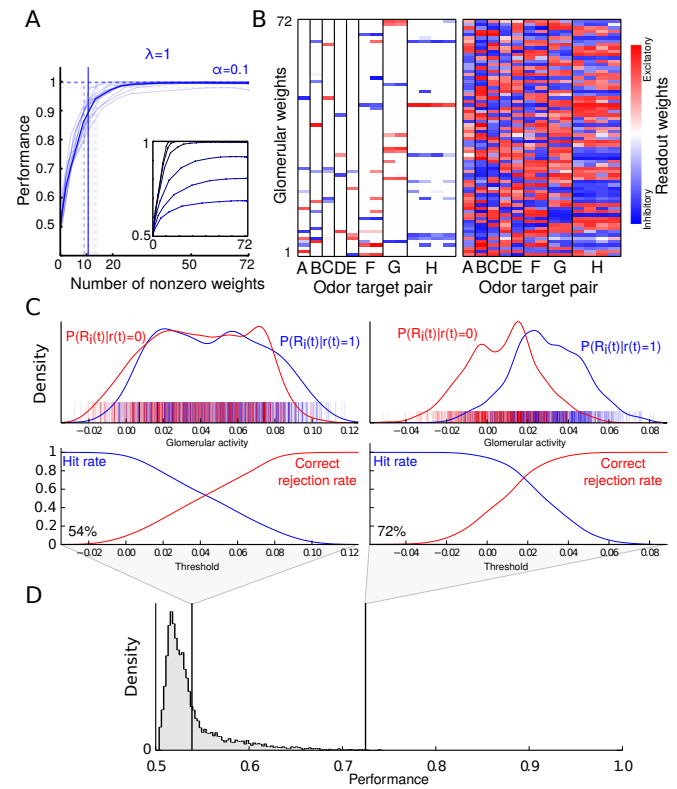 A
λ=1
α=0.1
Performance
1
0.9
0.8
0.7
0.6
0.5
0 10 20 72
Number of nonzero weights
1
0.5
0 72
B
72
Glomerular weights
1
A B C D E F G H
Odor target pair
A B C D E F G H
Odor target pair
Excitatory
Inhibitory
Readout weights
C
Density
P(Rᵢ(t)|r(t)=0)
P(Rᵢ(t)|r(t)=1)
−0.02 0.00 0.02 0.04 0.06 0.08 0.10 0.12
Glomerular activity
P(Rᵢ(t)|r(t)=0)
P(Rᵢ(t)|r(t)=1)
−0.04 −0.02 0.00 0.02 0.04 0.06 0.08
Glomerular activity
1
0.8
0.6
0.4
0.2
0
Hit rate
Correct
rejection rate
54%
−0.02 0.00 0.02 0.04 0.06 0.08 0.10 0.12
Threshold
Hit rate
Correct
rejection rate
72%
−0.04 −0.02 0.00 0.02 0.04 0.06 0.08
Threshold
D
Density
0
0.5 0.6 0.7 0.8 0.9 1.0
Performance